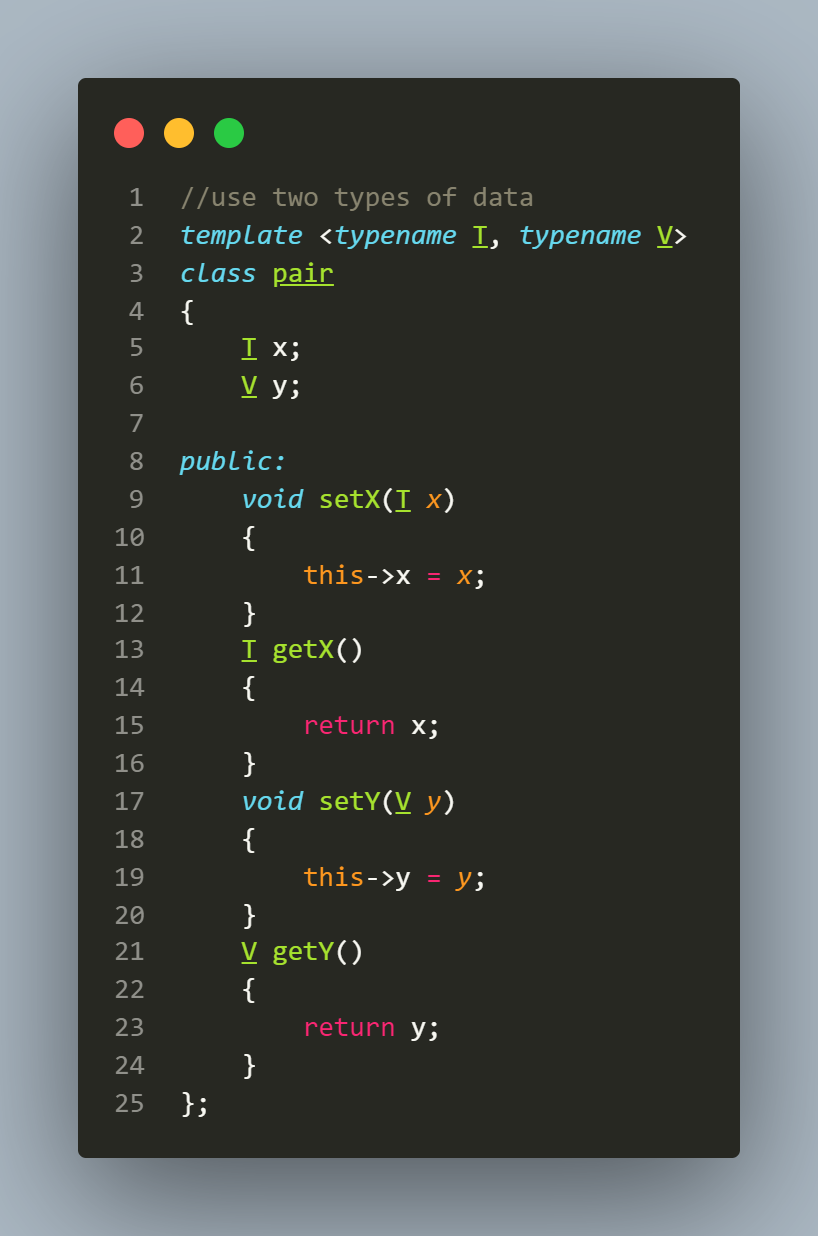 1 //use two types of data
2 template <typename T, typename V>
3 class pair
4 {
5     T x;
6     V y;
7
8 public:
9     void setX(T x)
10     {
11         this->x = x;
12     }
13     T getX()
14     {
15         return x;
16     }
17     void setY(V y)
18     {
19         this->y = y;
20     }
21     V getY()
22     {
23         return y;
24     }
25 };